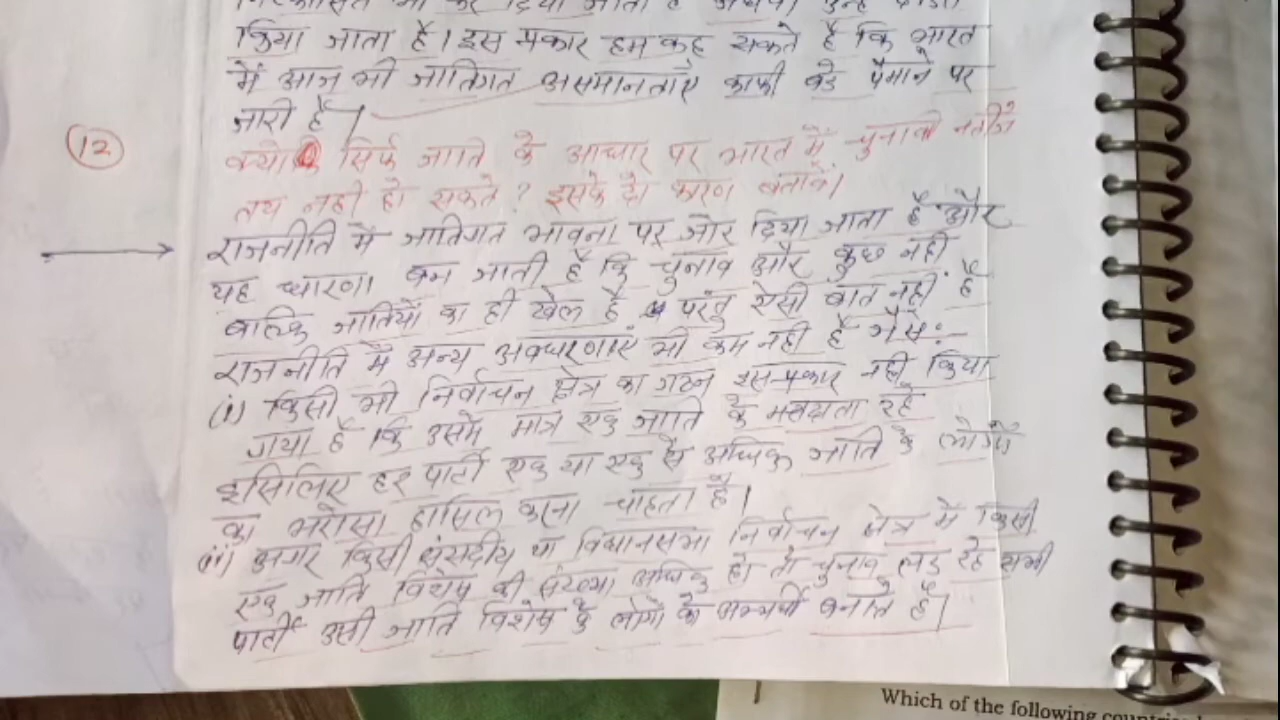 किया जाता है। इस प्रकार हम कह सकते है कि भारत
में आज भी जातिगत असमानताएं काफी बडे पैमाने पर
जारी हैं।
12
सिर्फ जाति के आधार पर भारत में चुनावी नतीजे
तय नही हो सकते? इसके दो कारण बतावें।
राजनीति में जातिगत भावना पर जोर दिया जाता है और
यह धारणा बन जाती है कि चुनाव और कुछ नही
बल्कि जातियों का ही खेल है परंतु ऐसी बात नही है
राजनीति में अन्य अवधरणाएं भी कम नही है जैसे:-
(i) किसी भी निर्वाचन क्षेत्र का गठन इस प्रकार नही किया
गया है कि उसमे मात्र एक जाति के मतदाता रहे
इसिलिए हर पार्टी एक या एक से अधिक जाति के लोगों
का भरोसा हासिल करना चाहता है।
(ii) अगर किसी संसदीय या विधानसभा निर्वाचन क्षेत्र में किसी
एक जाति विशेष की संख्या अधिक हो तो चुनाव लड रहे सभी
पार्टी उसी जाति विशेष के लोगो को अभ्यर्थी बनाते है।
Which of the following